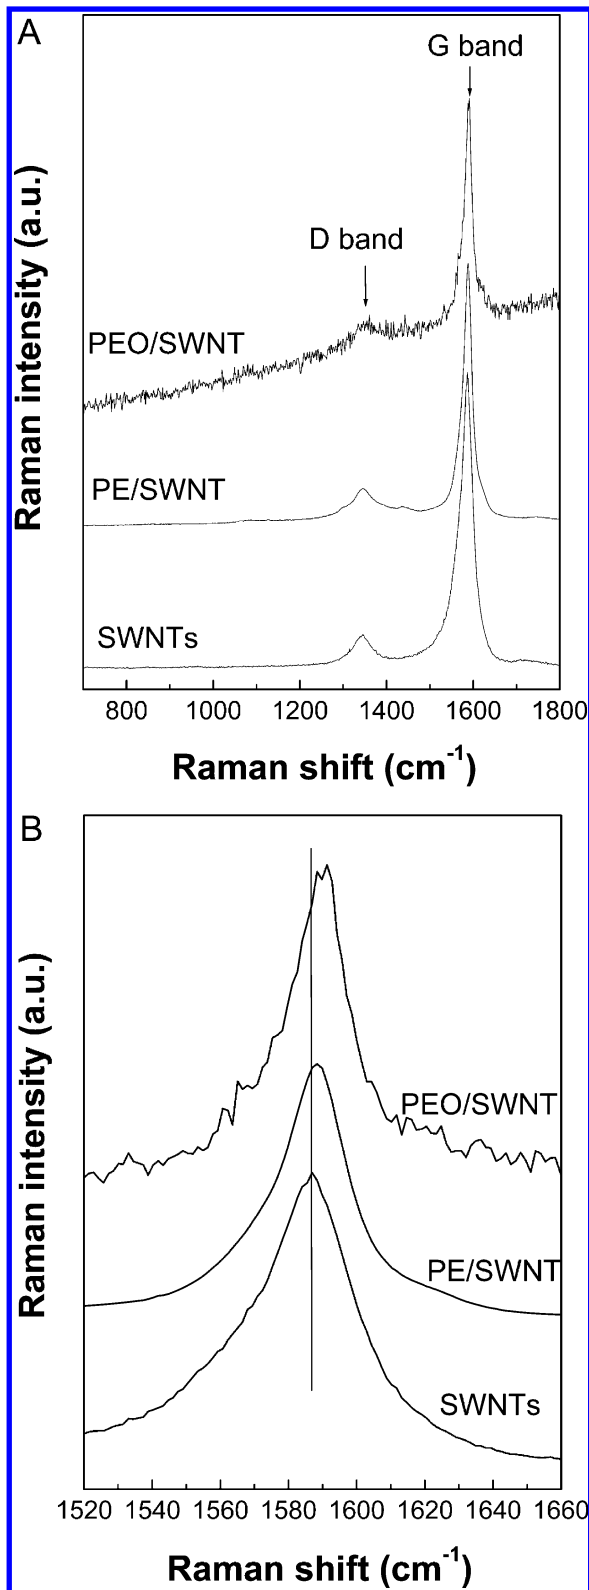 A
G band
D band
PEO/SWNT
PE/SWNT
SWNTs
Raman intensity (a.u.)
800 1000 1200 1400 1600 1800
Raman shift (cm⁻¹)
B
PEO/SWNT
PE/SWNT
SWNTs
Raman intensity (a.u.)
1520 1540 1560 1580 1600 1620 1640 1660
Raman shift (cm⁻¹)